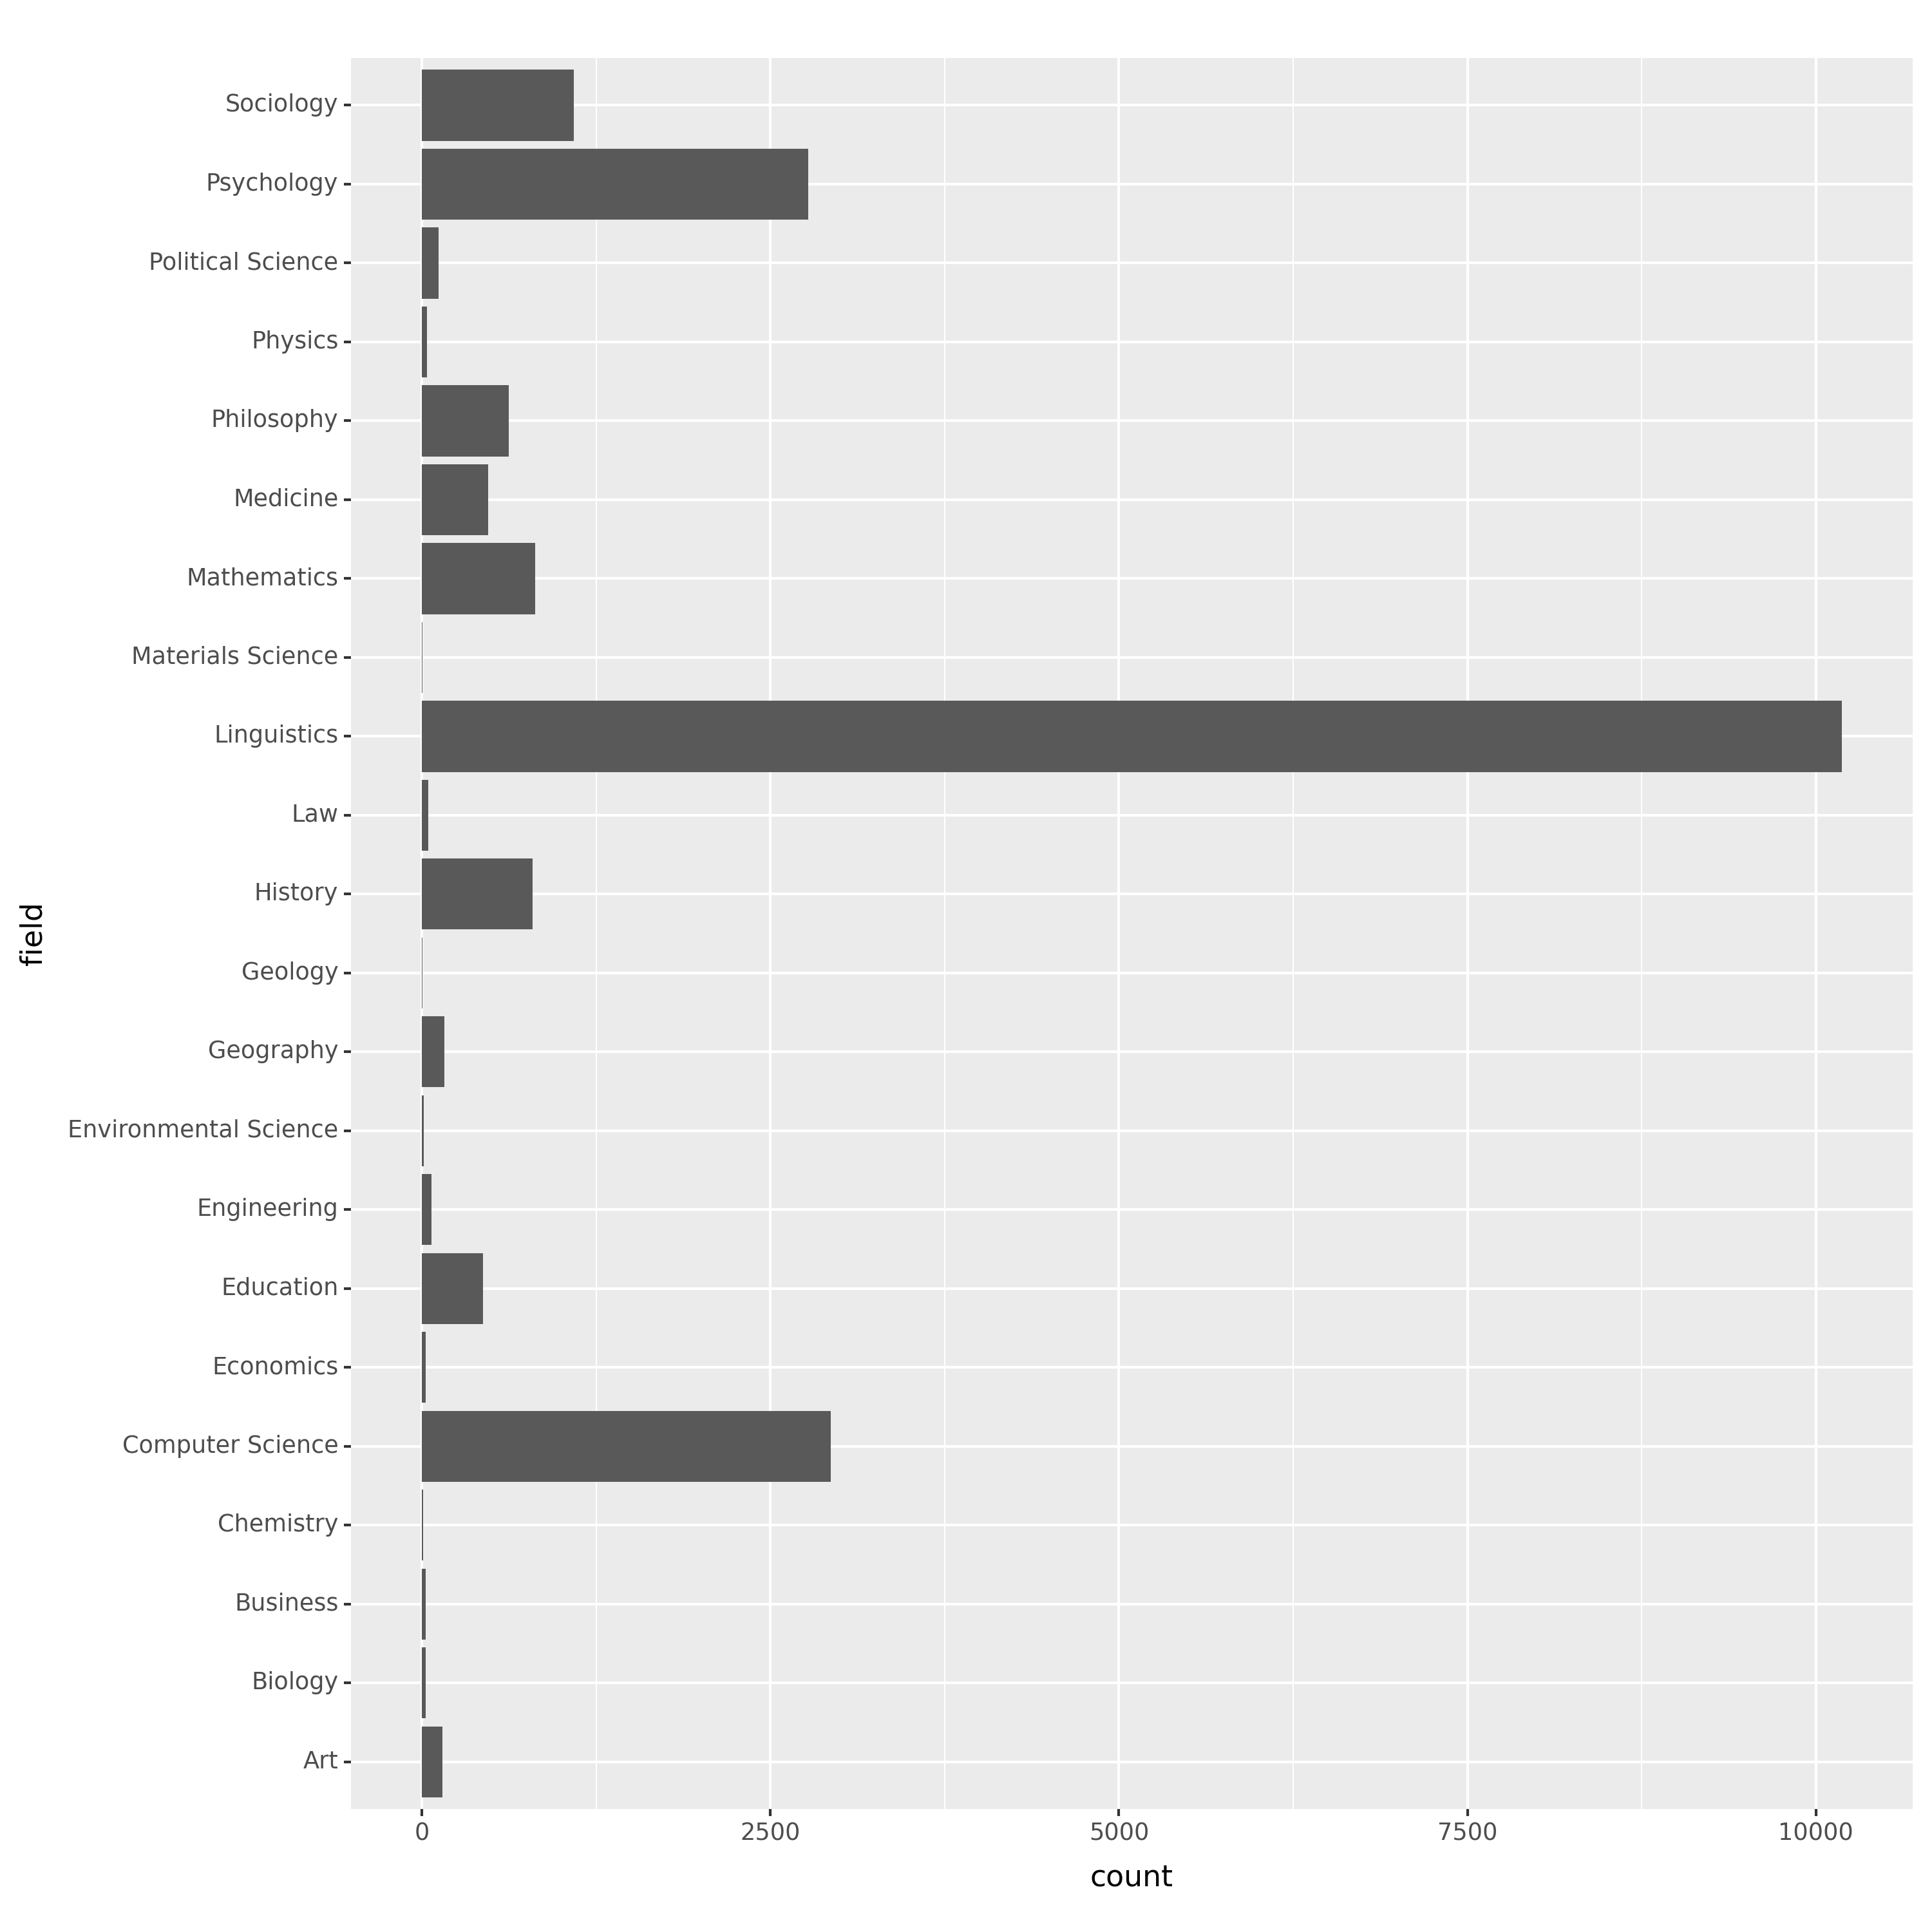 Sociology
Psychology
Political Science
Physics
Philosophy
Medicine
Mathematics
Materials Science
Linguistics
Law
History
Geology
Geography
Environmental Science
Engineering
Education
Economics
Computer Science
Chemistry
Business
Biology
Art
field
0 2500 5000 7500 10000
count